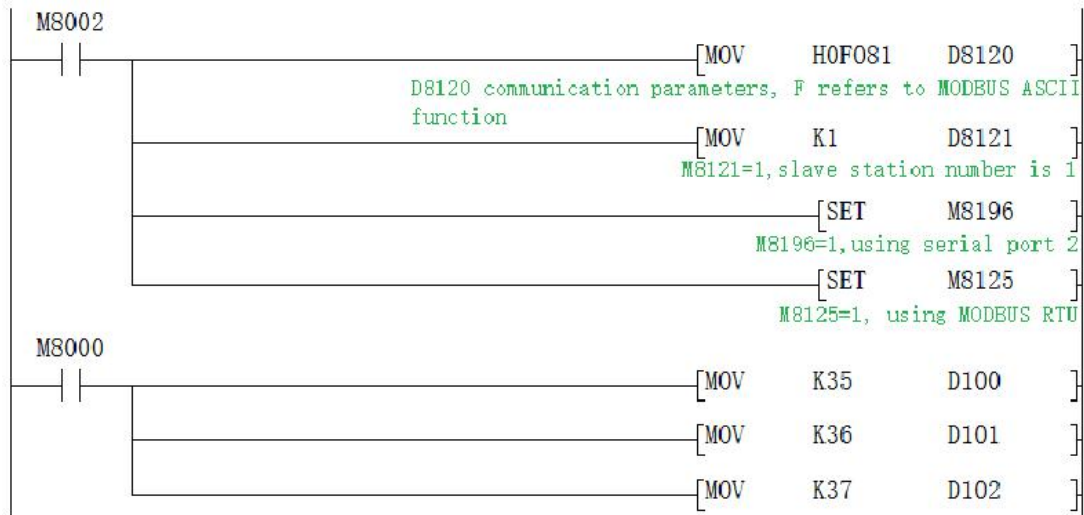 M8002
MOV H0F081 D8120
D8120 communication parameters, F refers to MODBUS ASCII
function
MOV K1 D8121
M8121=1,slave station number is 1
SET M8196
M8196=1,using serial port 2
SET M8125
M8125=1, using MODBUS RTU
M8000
MOV K35 D100
MOV K36 D101
MOV K37 D102